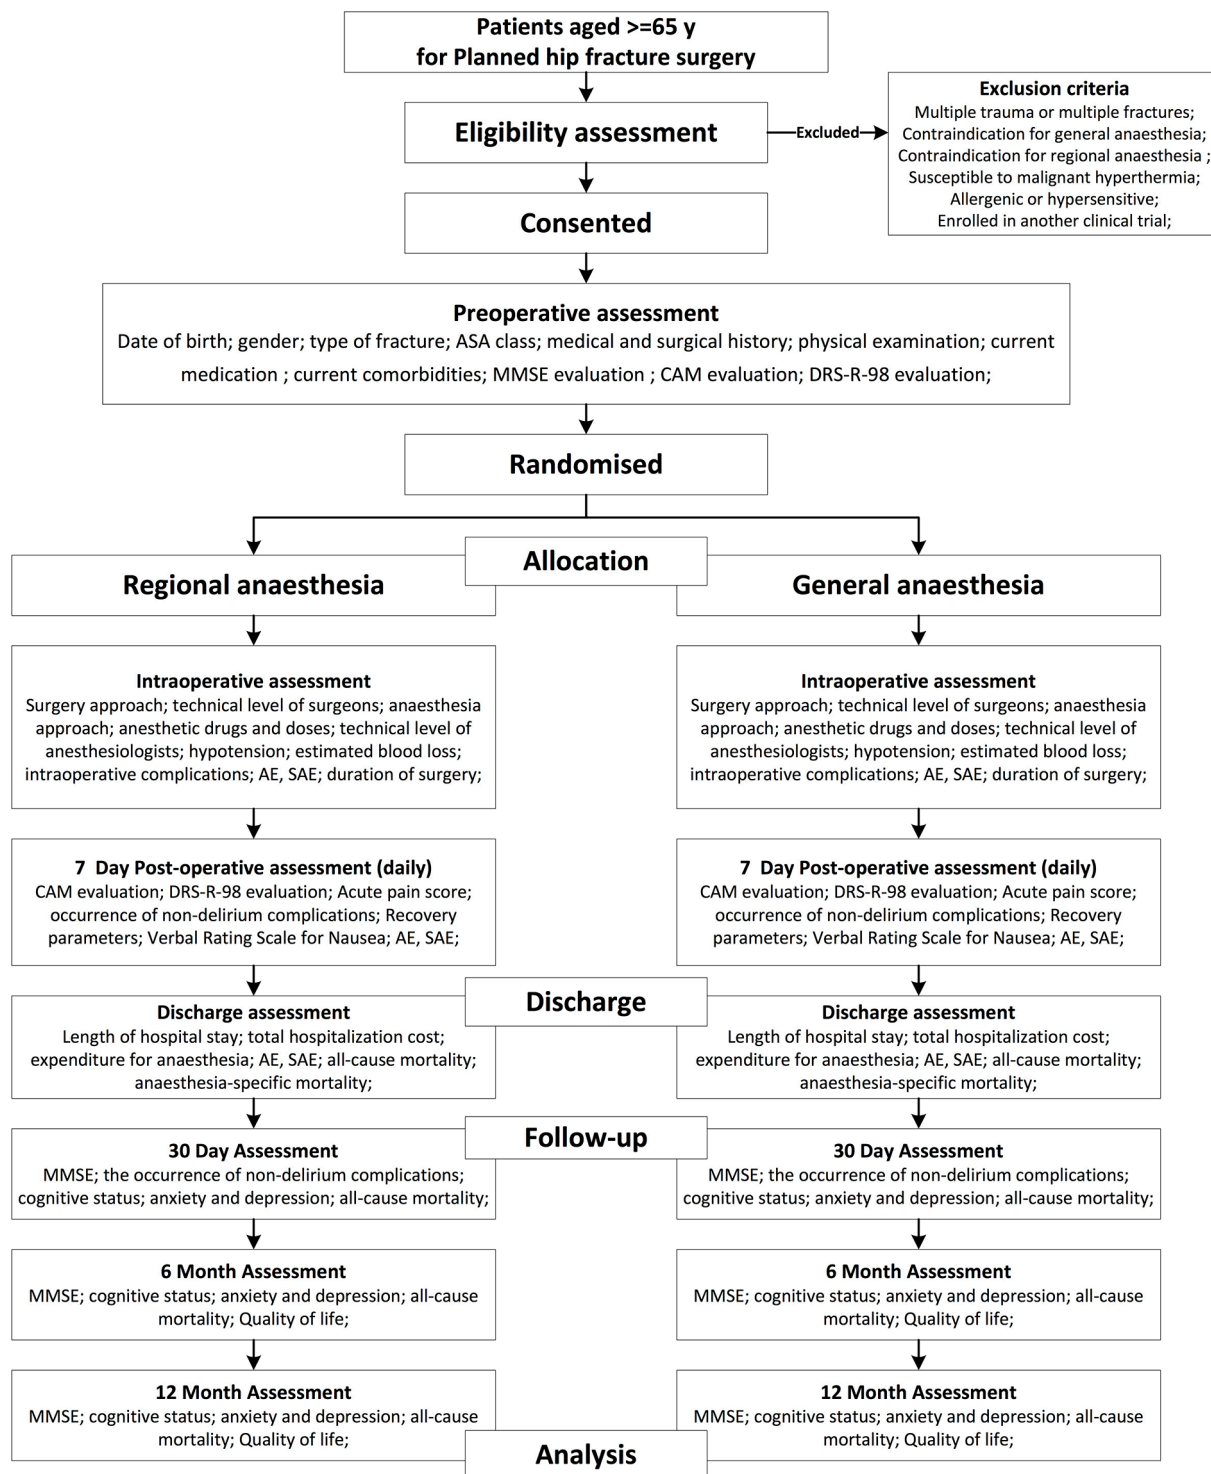 Patients aged >=65 y
for Planned hip fracture surgery
Eligibility assessment
Excluded
Exclusion criteria
Multiple trauma or multiple fractures;
Contraindication for general anaesthesia;
Contraindication for regional anaesthesia ;
Susceptible to malignant hyperthermia;
Allergenic or hypersensitive;
Enrolled in another clinical trial;
Consented
Preoperative assessment
Date of birth; gender; type of fracture; ASA class; medical and surgical history; physical examination; current
medication ; current comorbidities; MMSE evaluation ; CAM evaluation; DRS-R-98 evaluation;
Randomised
Allocation
Regional anaesthesia
Intraoperative assessment
Surgery approach; technical level of surgeons; anaesthesia
approach; anesthetic drugs and doses; technical level of
anesthesiologists; hypotension; estimated blood loss;
intraoperative complications; AE, SAE; duration of surgery;
7 Day Post-operative assessment (daily)
CAM evaluation; DRS-R-98 evaluation; Acute pain score;
occurrence of non-delirium complications; Recovery
parameters; Verbal Rating Scale for Nausea; AE, SAE;
Discharge assessment
Length of hospital stay; total hospitalization cost;
expenditure for anaesthesia; AE, SAE; all-cause mortality;
anaesthesia-specific mortality;
30 Day Assessment
MMSE; the occurrence of non-delirium complications;
cognitive status; anxiety and depression; all-cause mortality;
6 Month Assessment
MMSE; cognitive status; anxiety and depression; all-cause
mortality; Quality of life;
12 Month Assessment
MMSE; cognitive status; anxiety and depression; all-cause
mortality; Quality of life;
General anaesthesia
Intraoperative assessment
Surgery approach; technical level of surgeons; anaesthesia
approach; anesthetic drugs and doses; technical level of
anesthesiologists; hypotension; estimated blood loss;
intraoperative complications; AE, SAE; duration of surgery;
7 Day Post-operative assessment (daily)
CAM evaluation; DRS-R-98 evaluation; Acute pain score;
occurrence of non-delirium complications; Recovery
parameters; Verbal Rating Scale for Nausea; AE, SAE;
Discharge assessment
Length of hospital stay; total hospitalization cost;
expenditure for anaesthesia; AE, SAE; all-cause mortality;
anaesthesia-specific mortality;
30 Day Assessment
MMSE; the occurrence of non-delirium complications;
cognitive status; anxiety and depression; all-cause mortality;
6 Month Assessment
MMSE; cognitive status; anxiety and depression; all-cause
mortality; Quality of life;
12 Month Assessment
MMSE; cognitive status; anxiety and depression; all-cause
mortality; Quality of life;
Discharge
Follow-up
Analysis